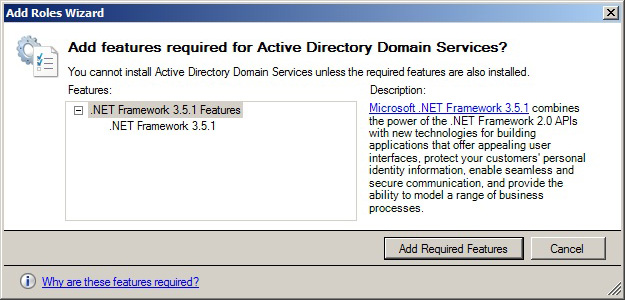 Add Roles Wizard
Add features required for Active Directory Domain Services?
You cannot install Active Directory Domain Services unless the required features are also installed.
Features:
.NET Framework 3.5.1 Features
.NET Framework 3.5.1
Description:
Microsoft .NET Framework 3.5.1 combines
the power of the .NET Framework 2.0 APIs
with new technologies for building
applications that offer appealing user
interfaces, protect your customers' personal
identity information, enable seamless and
secure communication, and provide the
ability to model a range of business
processes.
Add Required Features
Cancel
Why are these features required?